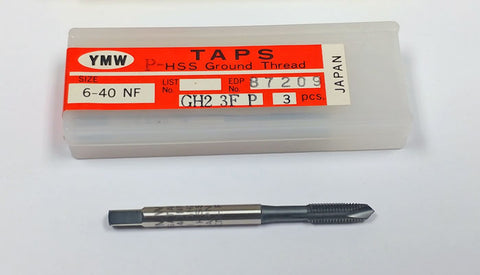 YMW
TAPS
P-HSS Ground Thread
SIZE
6-40 NF
LIST No.
EDP No. 87209
GH2 3F P
3 pcs.
JAPAN